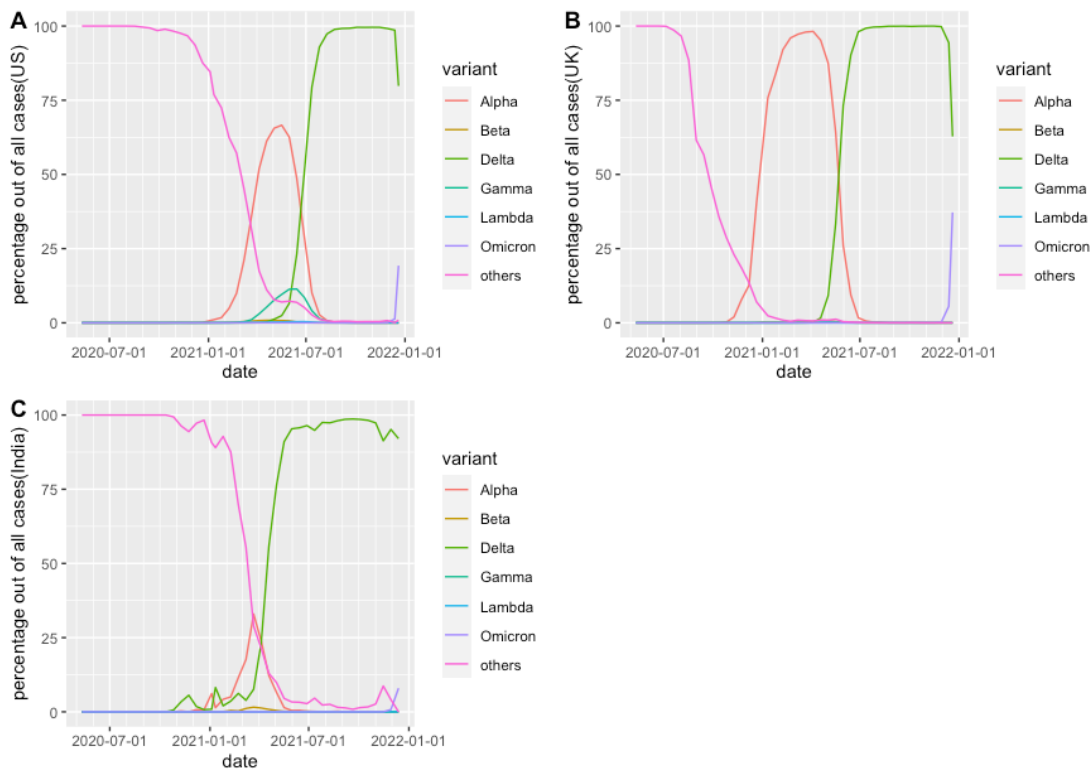 A
percentage out of all cases(US)
100
75
50
25
0
2020-07-01 2021-01-01 2021-07-01 2022-01-01
date
variant
Alpha
Beta
Delta
Gamma
Lambda
Omicron
others
B
percentage out of all cases(UK)
100
75
50
25
0
2020-07-01 2021-01-01 2021-07-01 2022-01-01
date
variant
Alpha
Beta
Delta
Gamma
Lambda
Omicron
others
C
percentage out of all cases(India)
100
75
50
25
0
2020-07-01 2021-01-01 2021-07-01 2022-01-01
date
variant
Alpha
Beta
Delta
Gamma
Lambda
Omicron
others